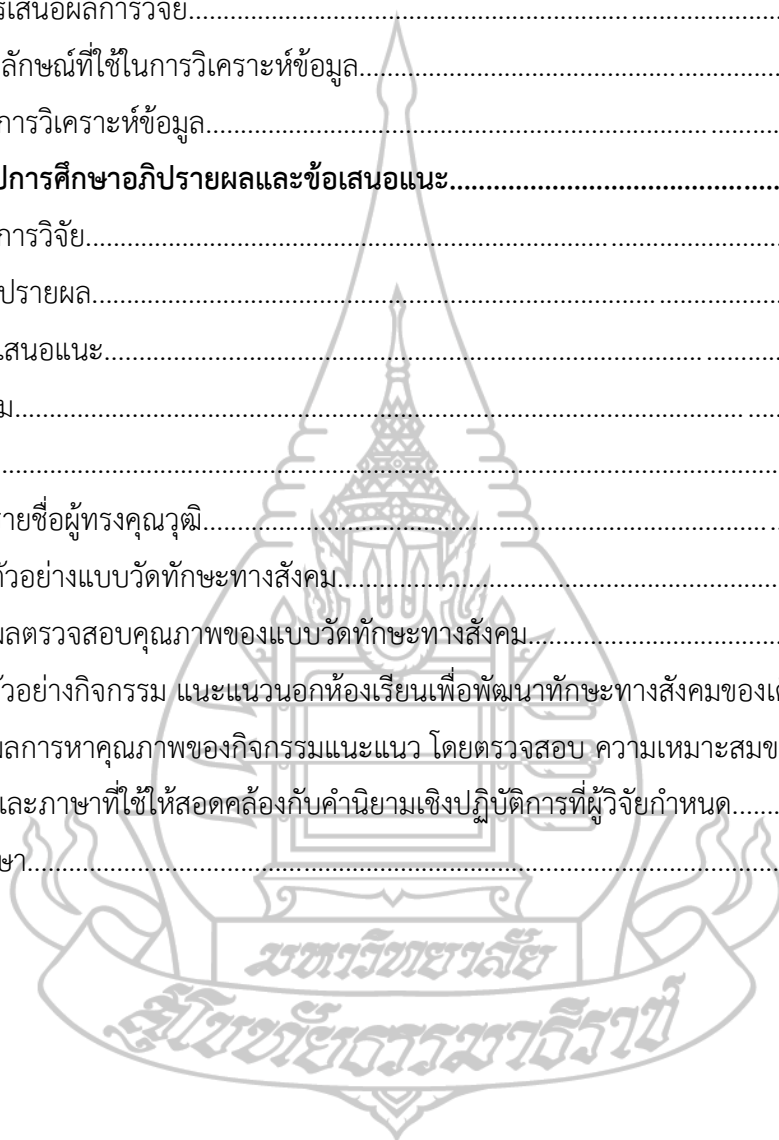 รเสนอผลการวิจัย
ลักษณ์ที่ใช้ในการวิเคราะห์ข้อมูล
การวิเคราะห์ข้อมูล
ปการศึกษาอภิปรายผลและข้อเสนอแนะ
การวิจัย
ปรายผล
เสนอแนะ
ม
รายชื่อผู้ทรงคุณวุฒิ
ตัวอย่างแบบวัดทักษะทางสังคม
ผลตรวจสอบคุณภาพของแบบวัดทักษะทางสังคม
ตัวอย่างกิจกรรม แนะแนวนอกห้องเรียนเพื่อพัฒนาทักษะทางสังคมของเด
ผลการหาคุณภาพของกิจกรรมแนะแนว โดยตรวจสอบ ความเหมาะสมข
และภาษาที่ใช้ให้สอดคล้องกับคำนิยามเชิงปฏิบัติการที่ผู้วิจัยกำหนด
ษา
มหาวิทยาลัย
สุโขทัยธรรมาธิราช